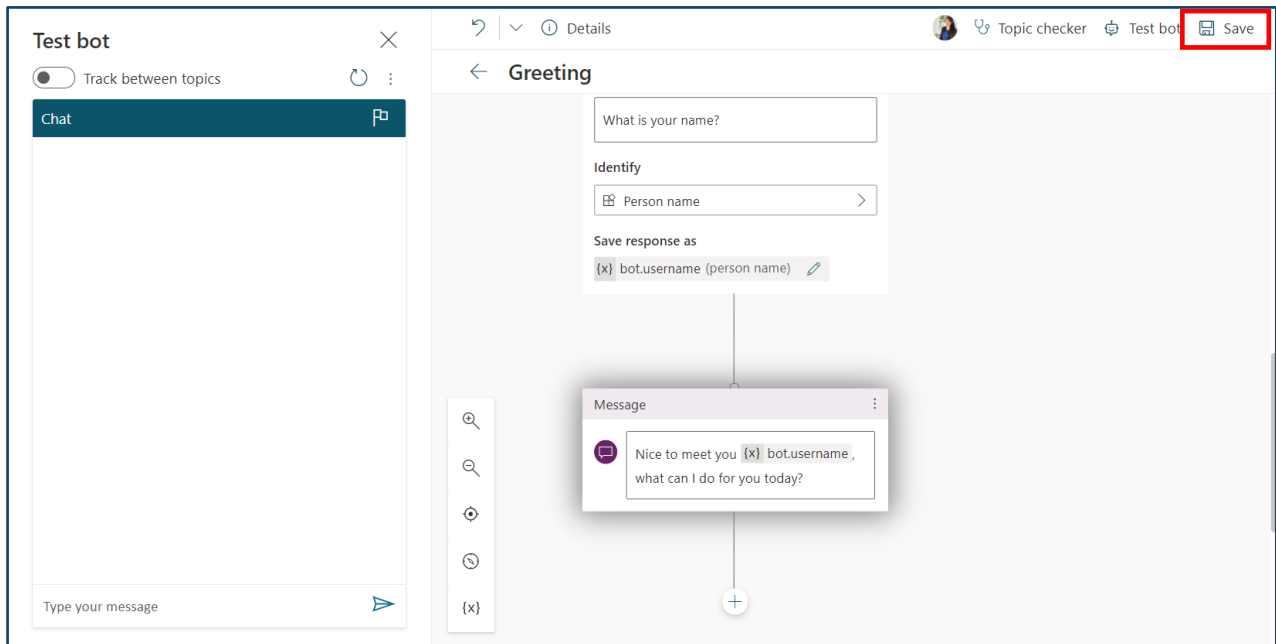 Test bot
Track between topics
Chat
Type your message
Details
Topic checker
Test bot
Save
Greeting
What is your name?
Identify
Person name
Save response as
{x} bot.username (person name)
Message
Nice to meet you {x} bot.username ,
what can I do for you today?
{x}